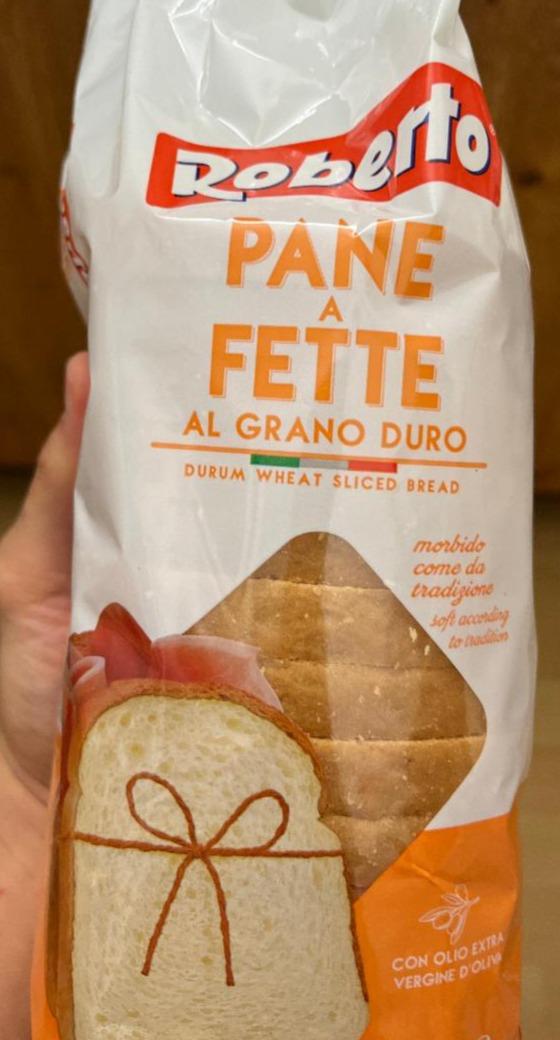 Roberto
PANE
A
FETTE
AL GRANO DURO
DURUM WHEAT SLICED BREAD
morbido
come da
tradizione
soft according
to tradition
CON OLIO EXTRA
VERGINE D'OLIVA